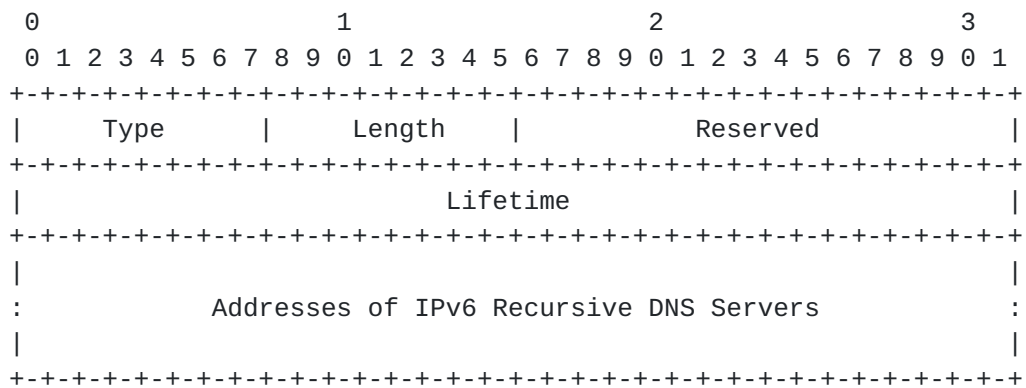 0                   1                   2                   3
 0 1 2 3 4 5 6 7 8 9 0 1 2 3 4 5 6 7 8 9 0 1 2 3 4 5 6 7 8 9 0 1
+-+-+-+-+-+-+-+-+-+-+-+-+-+-+-+-+-+-+-+-+-+-+-+-+-+-+-+-+-+-+-+-+
|     Type      |     Length    |           Reserved            |
+-+-+-+-+-+-+-+-+-+-+-+-+-+-+-+-+-+-+-+-+-+-+-+-+-+-+-+-+-+-+-+-+
|                           Lifetime                            |
+-+-+-+-+-+-+-+-+-+-+-+-+-+-+-+-+-+-+-+-+-+-+-+-+-+-+-+-+-+-+-+-+
|                                                               |
:            Addresses of IPv6 Recursive DNS Servers            :
|                                                               |
+-+-+-+-+-+-+-+-+-+-+-+-+-+-+-+-+-+-+-+-+-+-+-+-+-+-+-+-+-+-+-+-+